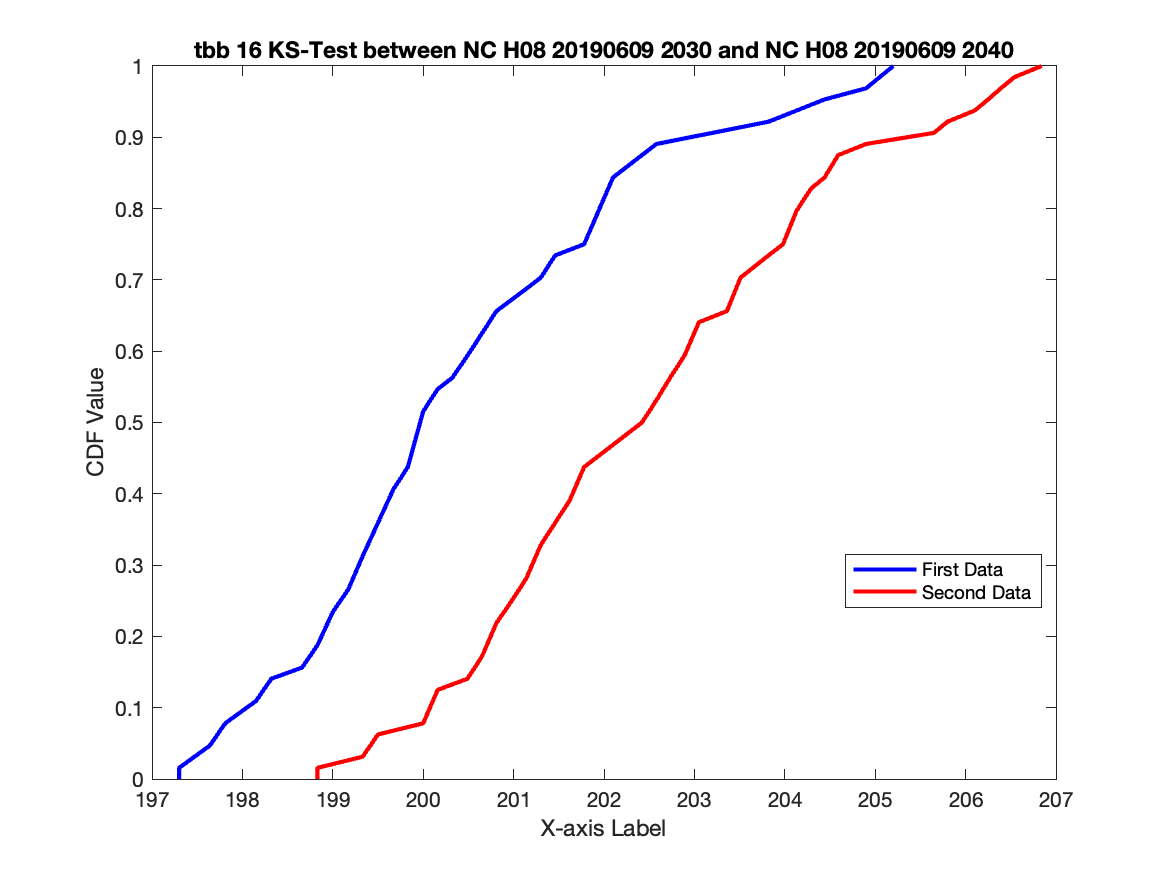 tbb 16 KS-Test between NC H08 20190609 2030 and NC H08 20190609 2040
1
0.9
0.8
0.7
0.6
0.5
0.4
0.3
0.2
0.1
0
CDF Value
First Data
Second Data
197 198 199 200 201 202 203 204 205 206 207
X-axis Label